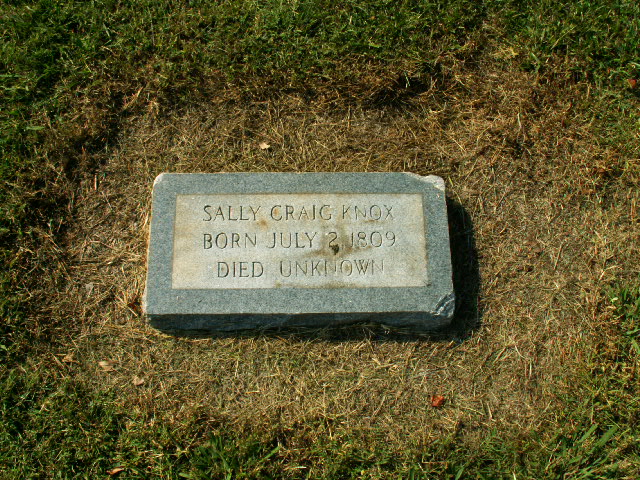 SALLY CRAIG KNOX
BORN JULY 2 1809
DIED UNKNOWN